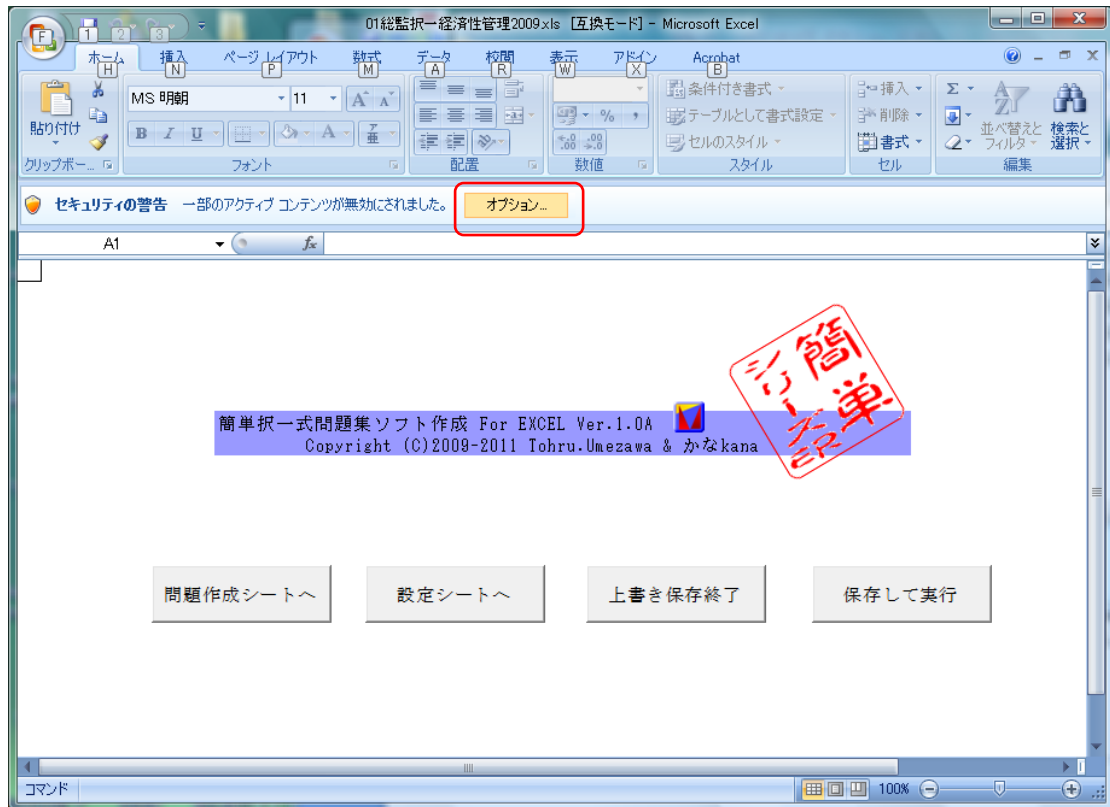 01総監択一経済性管理2009.xls [互換モード] - Microsoft Excel
F
1 2 3
ホーム 挿入 ページ レイアウト 数式 データ 校閲 表示 アドイン Acrobat
H N P M A R W X B
貼り付け
クリップボー...
MS 明朝 11
B I U
フォント
配置
% ,
数値
条件付き書式
テーブルとして書式設定
セルのスタイル
スタイル
挿入
削除
書式
セル
Σ
並べ替えと
フィルタ
検索と
選択
編集
セキュリティの警告 一部のアクティブ コンテンツが無効にされました。 オプション...
A1 fx
簡単
シリーズER
簡単択一式問題集ソフト作成 For EXCEL Ver.1.0A
Copyright (C)2009-2011 Tohru.Umezawa & かなkana
問題作成シートへ 設定シートへ 上書き保存終了 保存して実行
コマンド 100%